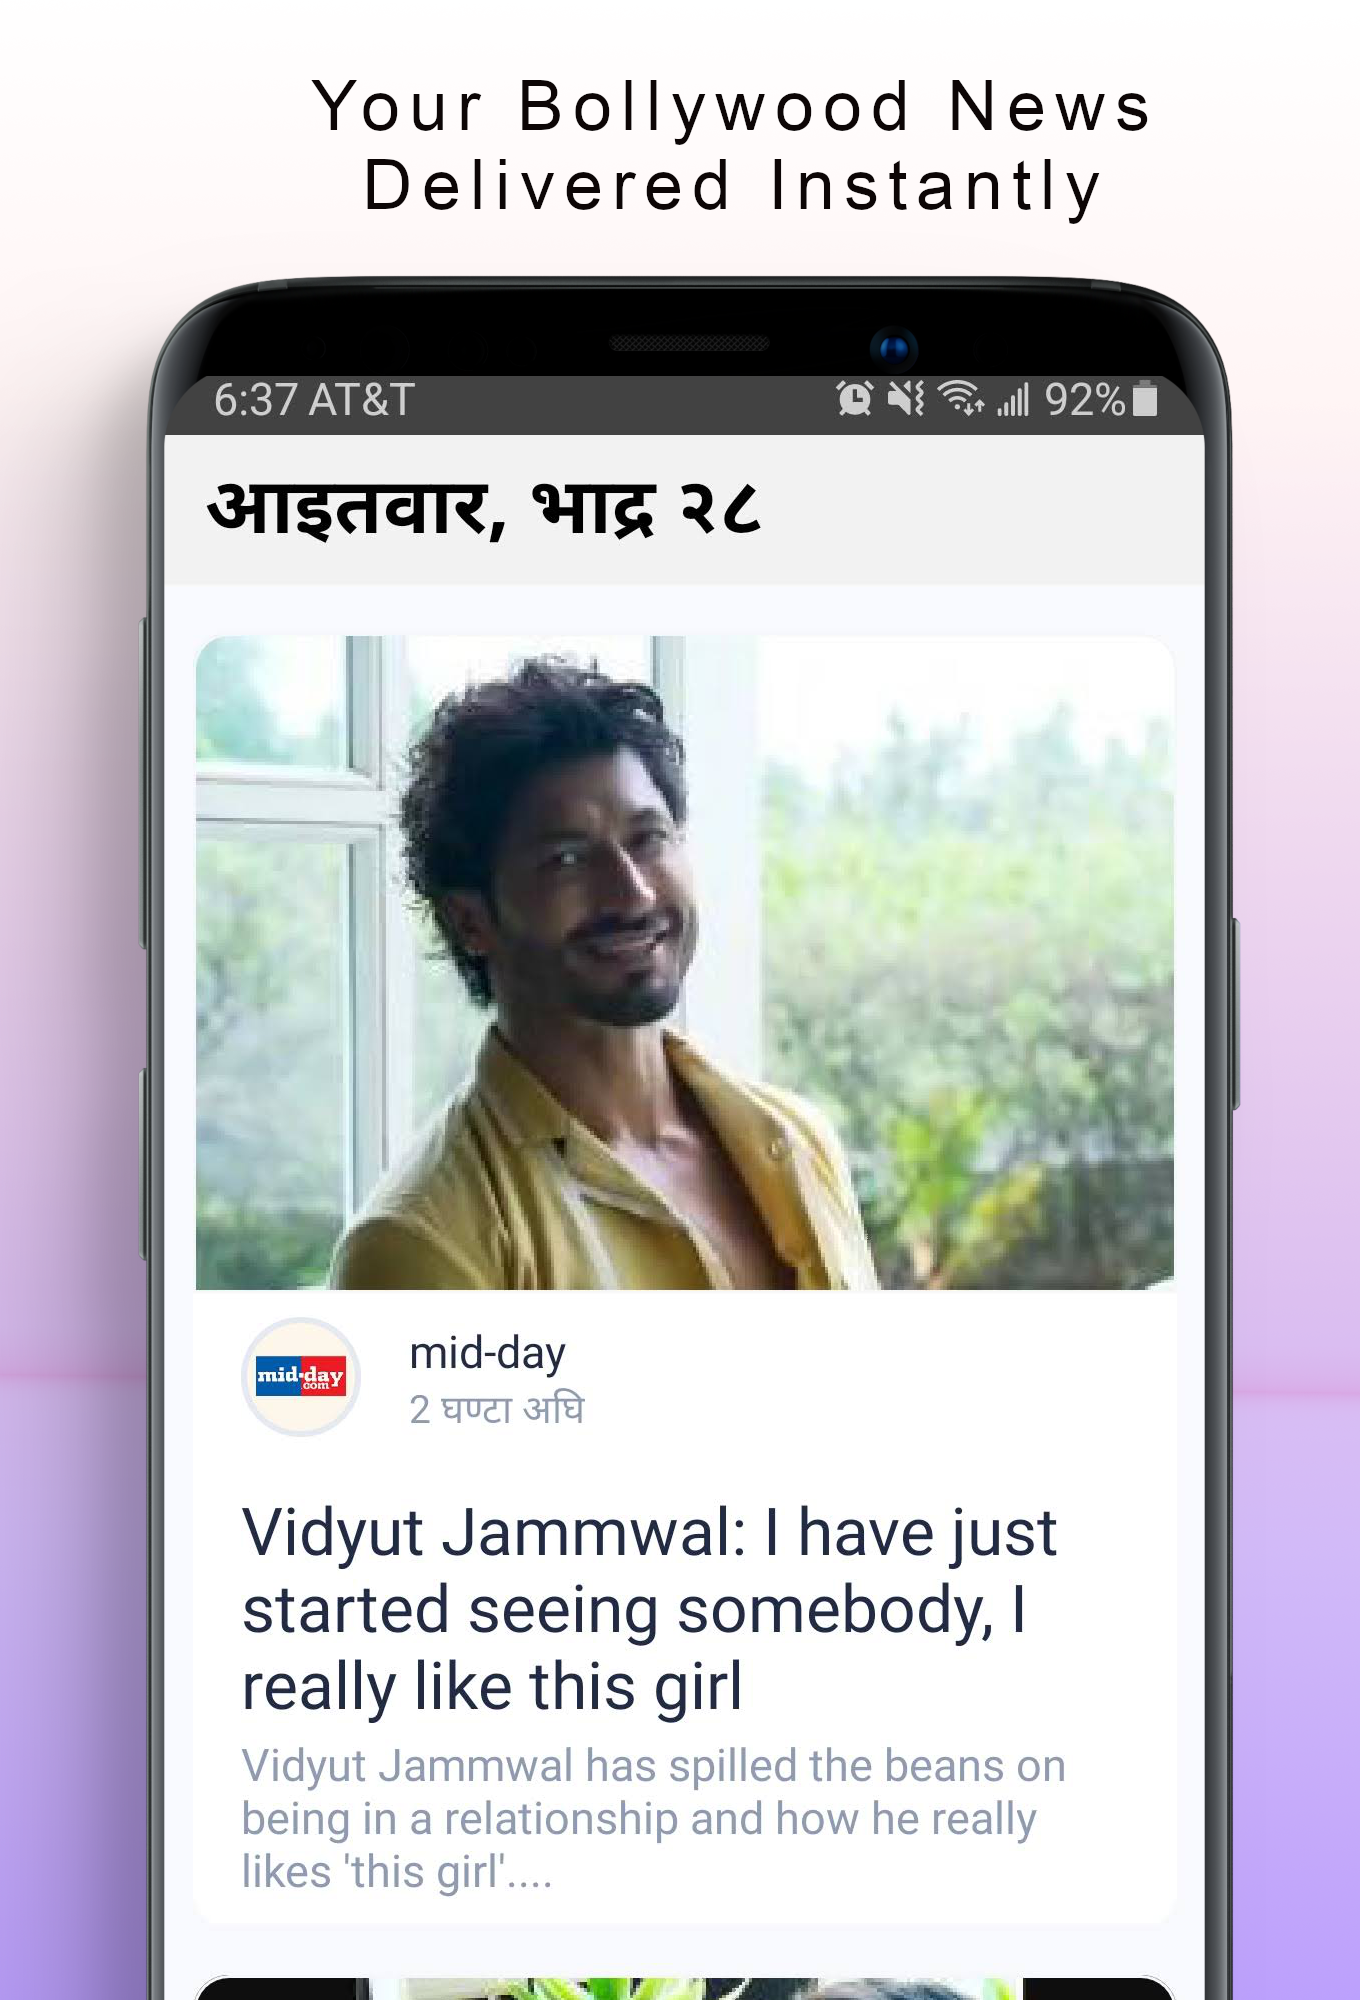 Your Bollywood News
Delivered Instantly
6:37 AT&T 92%
आइतवार, भाद्र २८
mid-day
.com
mid-day
2 घण्टा अघि
Vidyut Jammwal: I have just
started seeing somebody, I
really like this girl
Vidyut Jammwal has spilled the beans on
being in a relationship and how he really
likes 'this girl'....